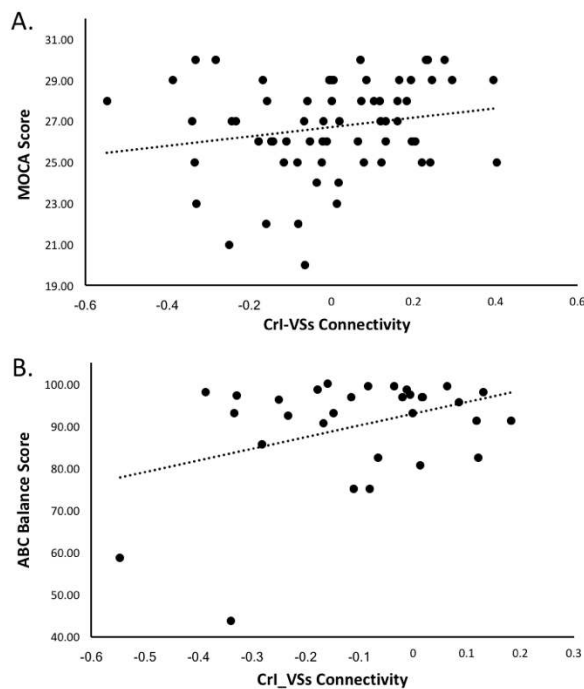 A.
31.00
29.00
27.00
25.00
23.00
21.00
19.00
MOCA Score
-0.6 -0.4 -0.2 0 0.2 0.4 0.6
CrI-VSs Connectivity
B.
100.00
90.00
80.00
70.00
60.00
50.00
40.00
ABC Balance Score
-0.6 -0.5 -0.4 -0.3 -0.2 -0.1 0 0.1 0.2 0.3
CrI_VSs Connectivity